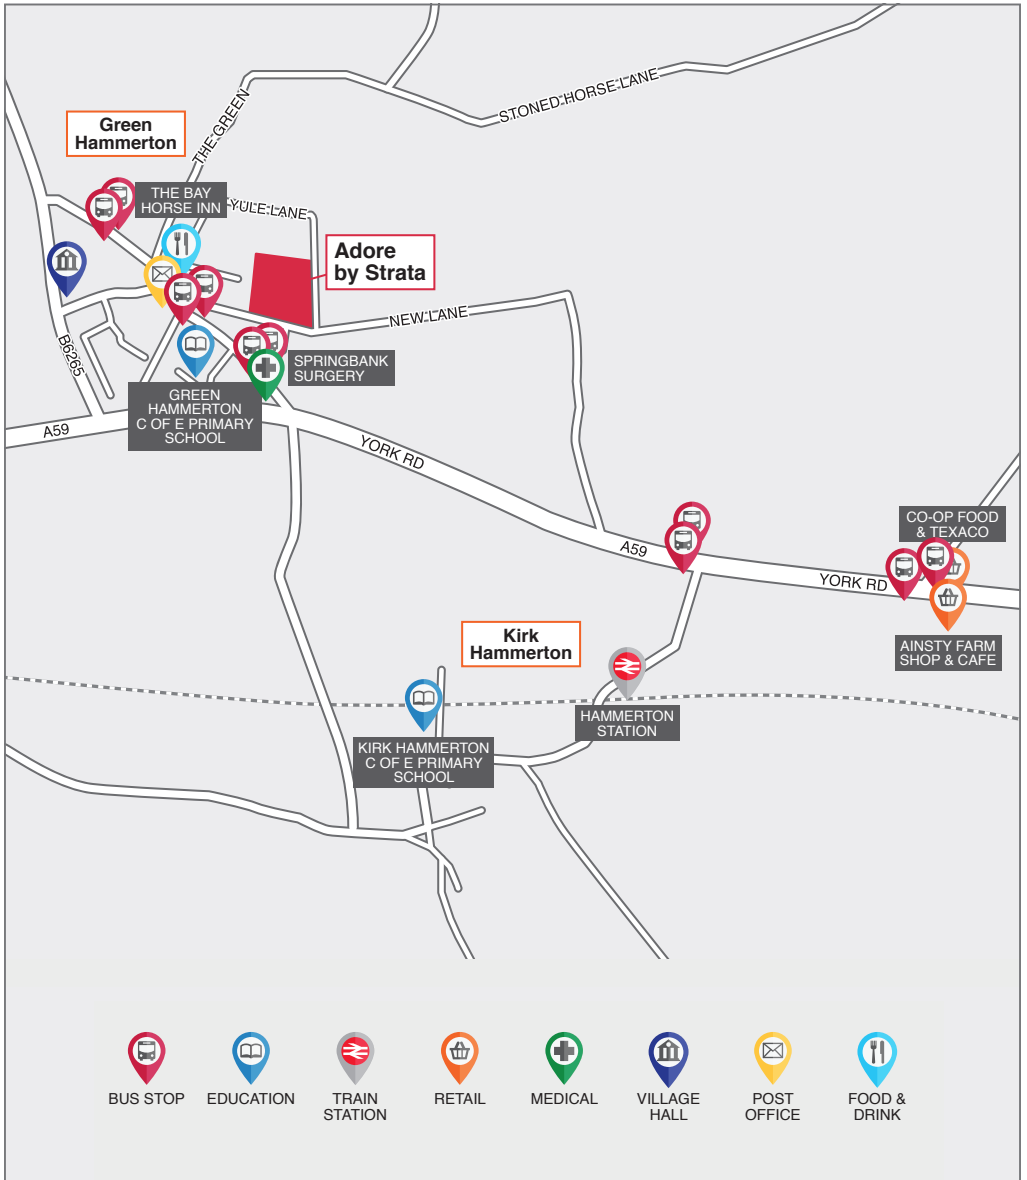 STONED HORSE LANE
THE GREEN
Green
Hammerton
THE BAY
HORSE INN
YULE LANE
Adore
by Strata
NEW LANE
B6265
SPRINGBANK
SURGERY
GREEN
HAMMERTON
C OF E PRIMARY
SCHOOL
A59
YORK RD
CO-OP FOOD
& TEXACO
A59
YORK RD
Kirk
Hammerton
AINSTY FARM
SHOP & CAFE
HAMMERTON
STATION
KIRK HAMMERTON
C OF E PRIMARY
SCHOOL
BUS STOP
EDUCATION
TRAIN
STATION
RETAIL
MEDICAL
VILLAGE
HALL
POST
OFFICE
FOOD &
DRINK